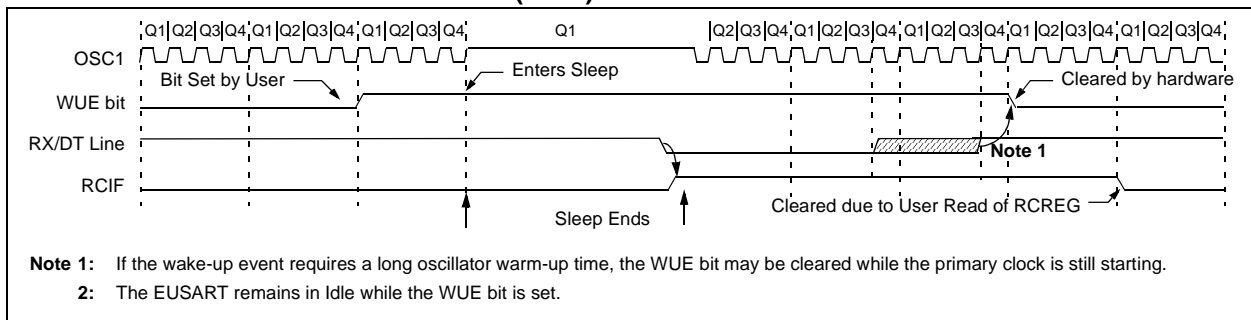 Q1 Q2 Q3 Q4 Q1 Q2 Q3 Q4 Q1 Q2 Q3 Q4 Q1 Q2 Q3 Q4 Q1 Q2 Q3 Q4 Q1 Q2 Q3 Q4 Q1 Q2 Q3 Q4 Q1 Q2 Q3 Q4
OSC1
Bit Set by User
Enters Sleep
Cleared by hardware
WUE bit
RX/DT Line
Note 1
RCIF
Sleep Ends
Cleared due to User Read of RCREG
Note 1: If the wake-up event requires a long oscillator warm-up time, the WUE bit may be cleared while the primary clock is still starting.
2: The EUSART remains in Idle while the WUE bit is set.